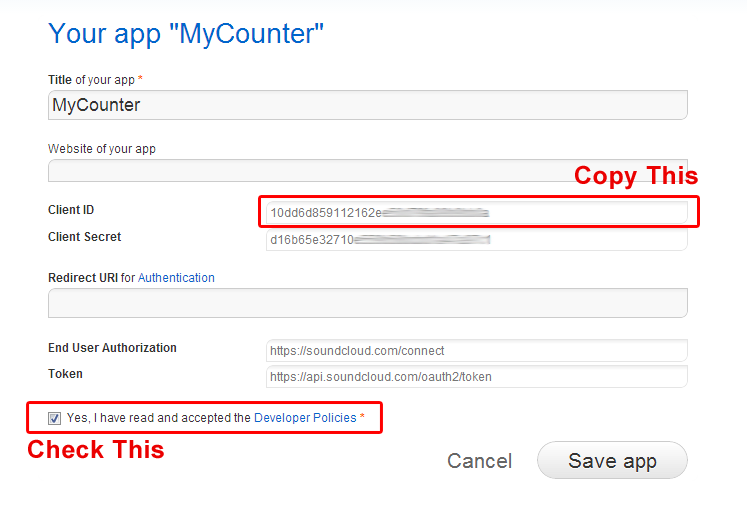 Your app "MyCounter"
Title of your app *
MyCounter
Website of your app
Copy This
Client ID 10dd6d859112162e
Client Secret d16b65e32710
Redirect URI for Authentication
End User Authorization https://soundcloud.com/connect
Token https://api.soundcloud.com/oauth2/token
Yes, I have read and accepted the Developer Policies *
Check This
Cancel Save app